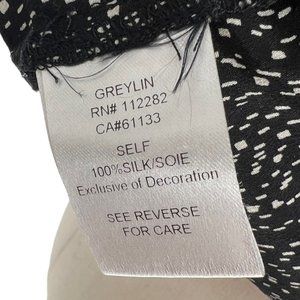 GREYLIN
RN# 112282
CA#61133
SELF
100%SILK/SOIE
Exclusive of Decoration
SEE REVERSE
FOR CARE